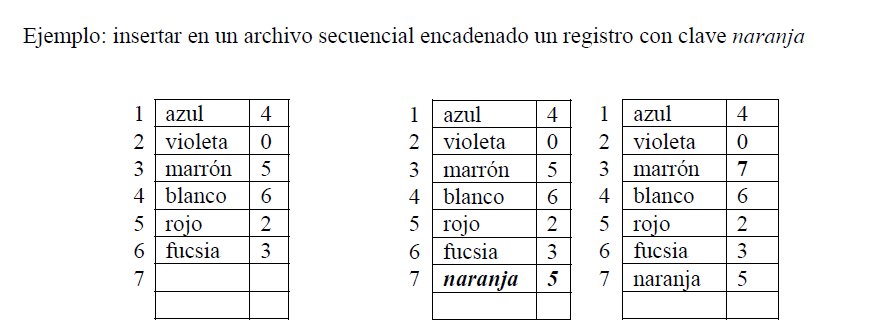 Ejemplo: insertar en un archivo secuencial encadenado un registro con clave naranja
1 azul 4 1 azul 4 1 azul 4
2 violeta 0 2 violeta 0 2 violeta 0
3 marrón 5 3 marrón 5 3 marrón 7
4 blanco 6 4 blanco 6 4 blanco 6
5 rojo 2 5 rojo 2 5 rojo 2
6 fucsia 3 6 fucsia 3 6 fucsia 3
7 7 naranja 5 7 naranja 5